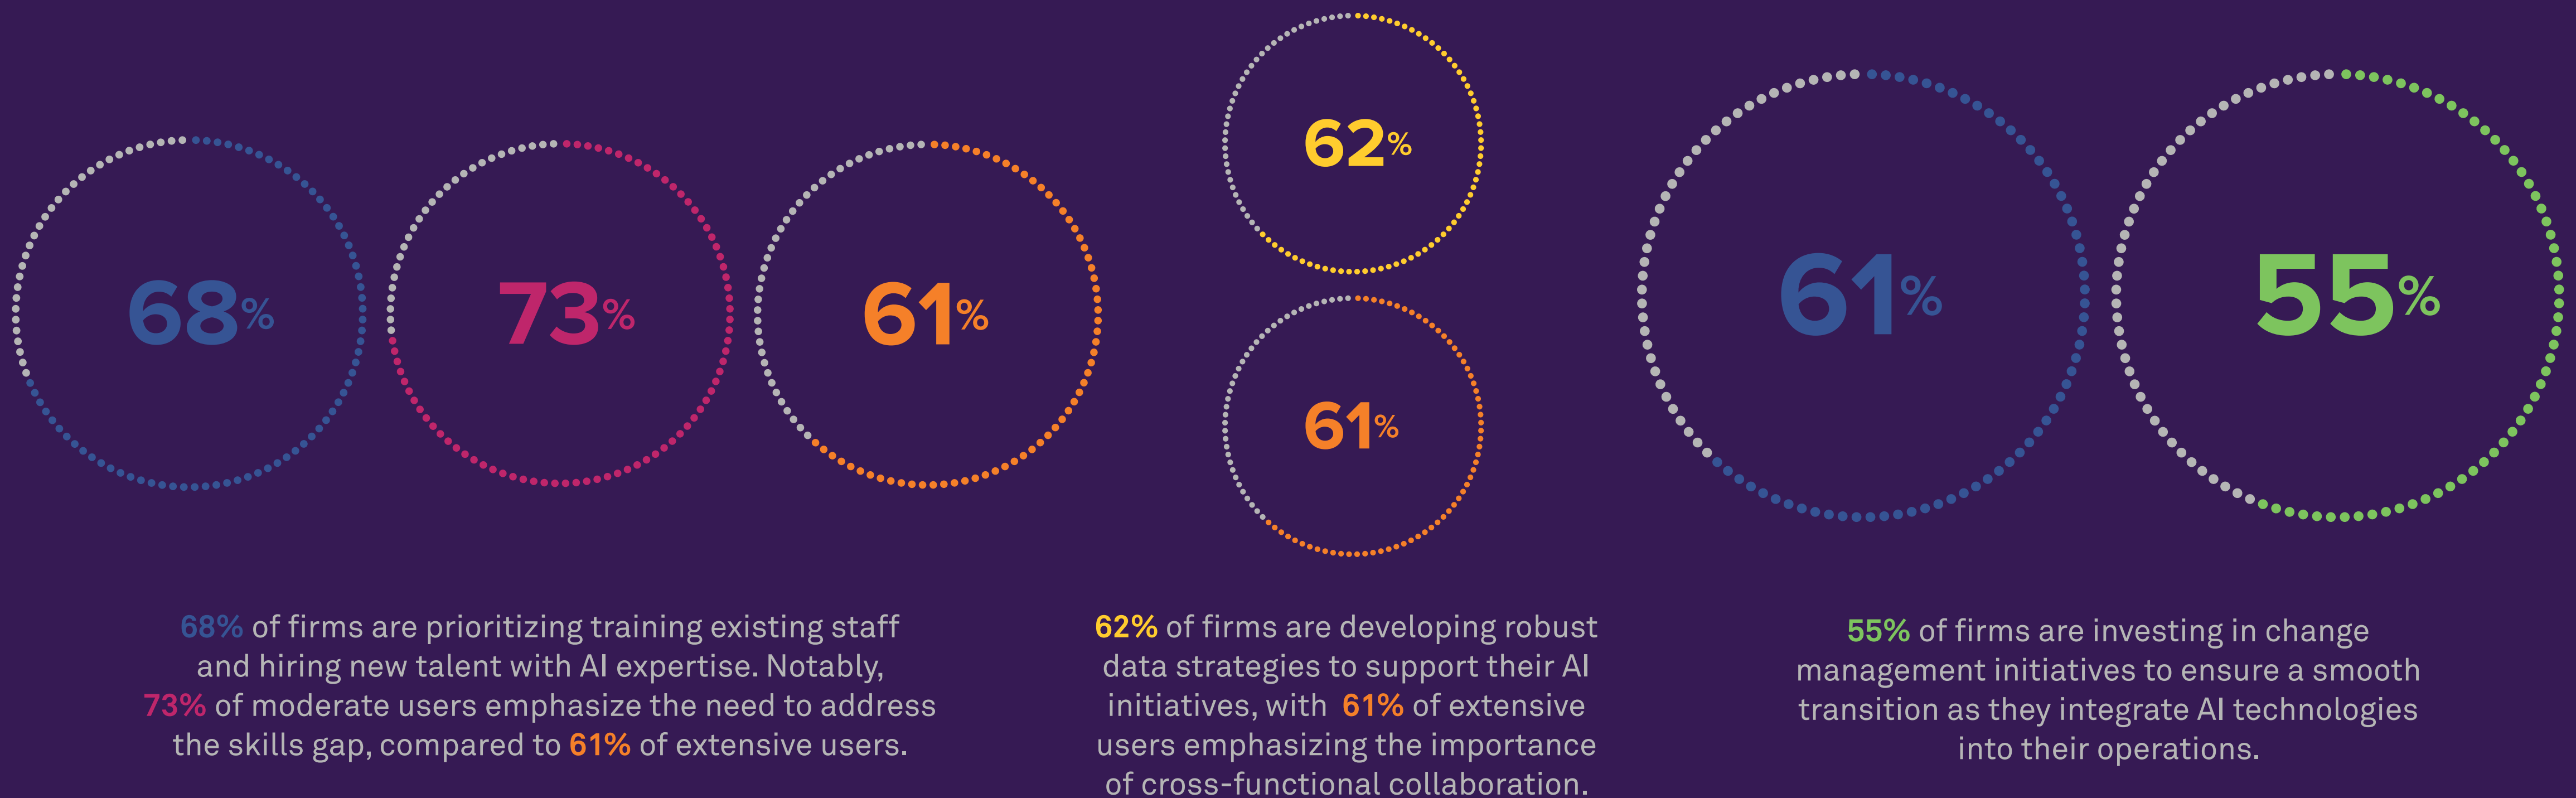 68%
73%
61%
62%
61%
61%
55%
68% of firms are prioritizing training existing staff
and hiring new talent with AI expertise. Notably,
73% of moderate users emphasize the need to address
the skills gap, compared to 61% of extensive users.
62% of firms are developing robust
data strategies to support their AI
initiatives, with 61% of extensive
users emphasizing the importance
of cross-functional collaboration.
55% of firms are investing in change
management initiatives to ensure a smooth
transition as they integrate AI technologies
into their operations.